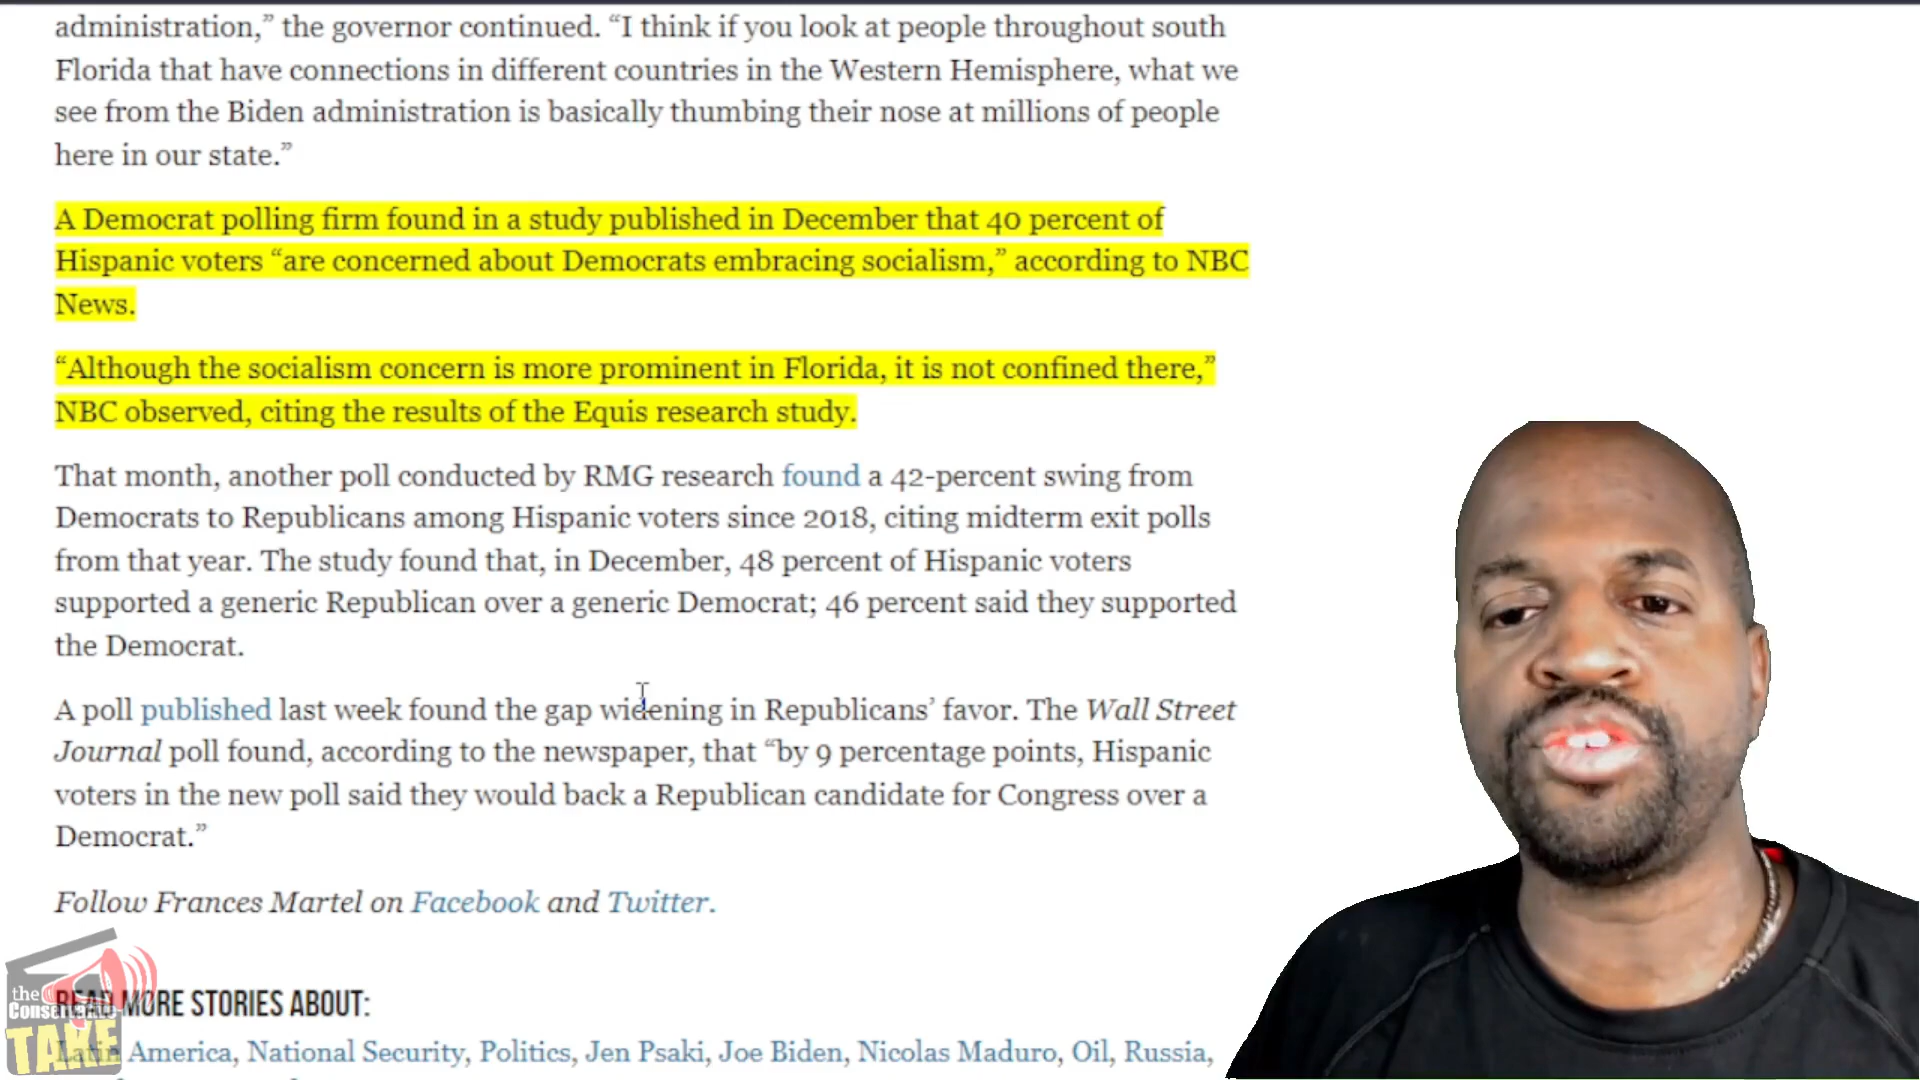 administration,” the governor continued. “I think if you look at people throughout south
Florida that have connections in different countries in the Western Hemisphere, what we
see from the Biden administration is basically thumbing their nose at millions of people
here in our state.”
A Democrat polling firm found in a study published in December that 40 percent of
Hispanic voters “are concerned about Democrats embracing socialism,” according to NBC
News.
“Although the socialism concern is more prominent in Florida, it is not confined there,”
NBC observed, citing the results of the Equis research study.
That month, another poll conducted by RMG research found a 42-percent swing from
Democrats to Republicans among Hispanic voters since 2018, citing midterm exit polls
from that year. The study found that, in December, 48 percent of Hispanic voters
supported a generic Republican over a generic Democrat; 46 percent said they supported
the Democrat.
A poll published last week found the gap widening in Republicans’ favor. The Wall Street
Journal poll found, according to the newspaper, that “by 9 percentage points, Hispanic
voters in the new poll said they would back a Republican candidate for Congress over a
Democrat.”
Follow Frances Martel on Facebook and Twitter.
READ MORE STORIES ABOUT:
Latin America, National Security, Politics, Jen Psaki, Joe Biden, Nicolas Maduro, Oil, Russia,
the
Conservative
TAKE